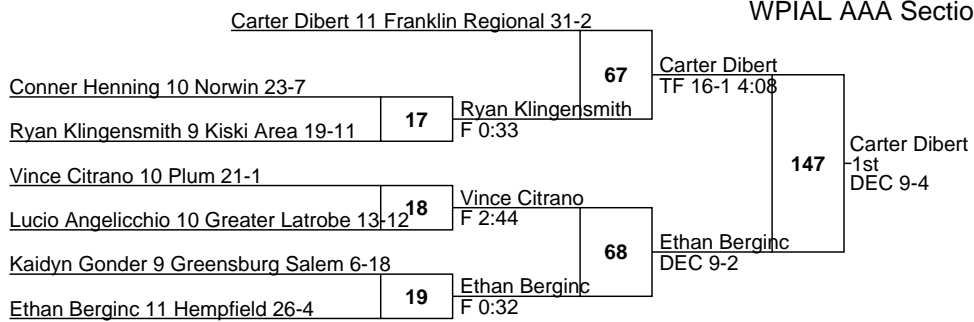 WPIAL AAA Sectio
Carter Dibert 11 Franklin Regional 31-2
67
Carter Dibert
TF 16-1 4:08
Conner Henning 10 Norwin 23-7
17
Ryan Klingensmith
F 0:33
Ryan Klingensmith 9 Kiski Area 19-11
147
Carter Dibert
1st
DEC 9-4
Vince Citrano 10 Plum 21-1
18
Vince Citrano
F 2:44
Lucio Angelicchio 10 Greater Latrobe 13-12
68
Ethan Berginc
DEC 9-2
Kaidyn Gonder 9 Greensburg Salem 6-18
19
Ethan Berginc
F 0:32
Ethan Berginc 11 Hempfield 26-4